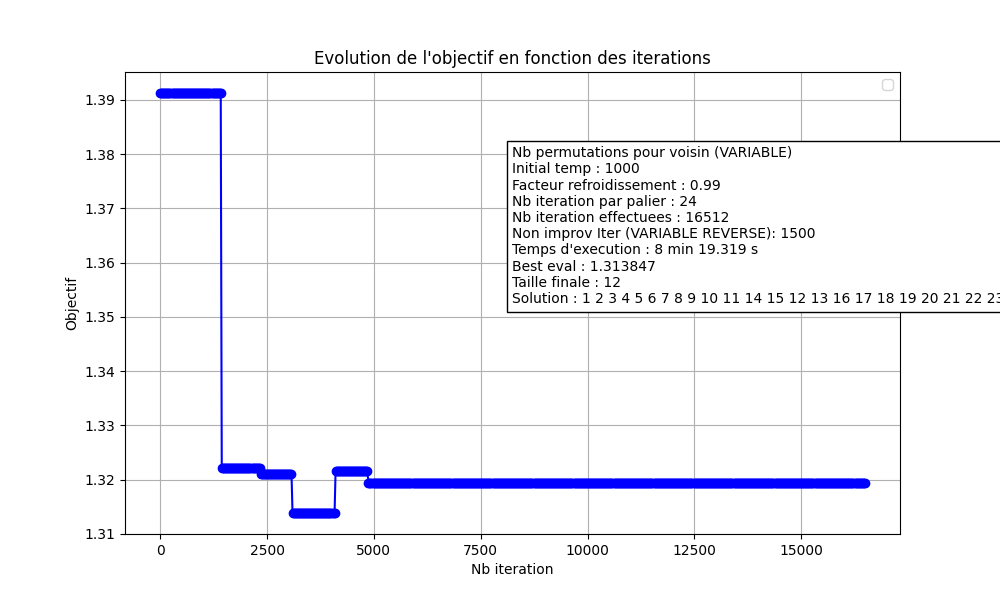 Evolution de l'objectif en fonction des iterations
1.39
1.38
1.37
1.36
1.35
1.34
1.33
1.32
1.31
Objectif
Nb permutations pour voisin (VARIABLE)
Initial temp : 1000
Facteur refroidissement : 0.99
Nb iteration par palier : 24
Nb iteration effectuees : 16512
Non improv Iter (VARIABLE REVERSE): 1500
Temps d'execution : 8 min 19.319 s
Best eval : 1.313847
Taille finale : 12
Solution : 1 2 3 4 5 6 7 8 9 10 11 14 15 12 13 16 17 18 19 20 21 22 23
0 2500 5000 7500 10000 12500 15000
Nb iteration